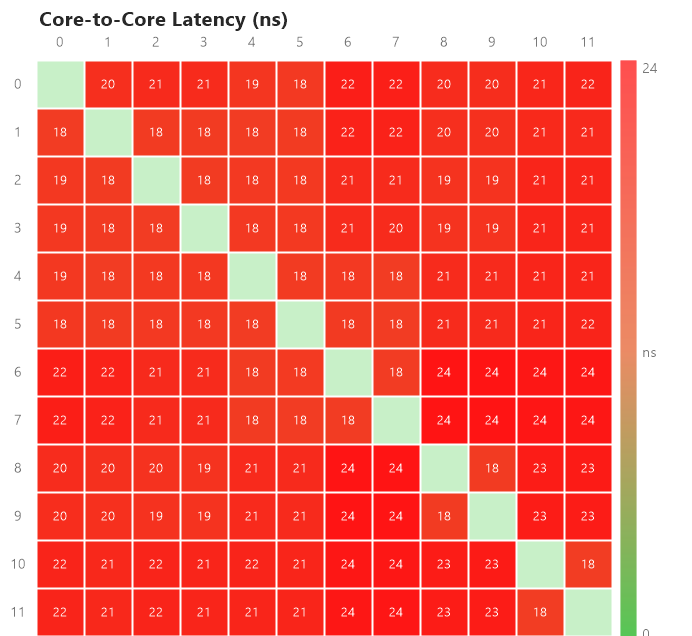 Core-to-Core Latency (ns)
0 1 2 3 4 5 6 7 8 9 10 11
0 20 21 21 19 18 22 22 20 20 21 22
1 18 18 18 18 18 22 22 20 20 21 21
2 19 18 18 18 18 21 21 19 19 21 21
3 19 18 18 18 18 21 20 19 19 21 21
4 19 18 18 18 18 18 18 21 21 21 21
5 18 18 18 18 18 18 18 21 21 21 22
6 22 22 21 21 18 18 18 24 24 24 24
7 22 22 21 21 18 18 18 24 24 24 24
8 20 20 20 19 21 21 24 24 18 23 23
9 20 20 19 19 21 21 24 24 18 23 23
10 22 21 22 21 22 21 24 24 23 23 18
11 22 21 22 21 21 21 24 24 23 23 18
24
ns
0